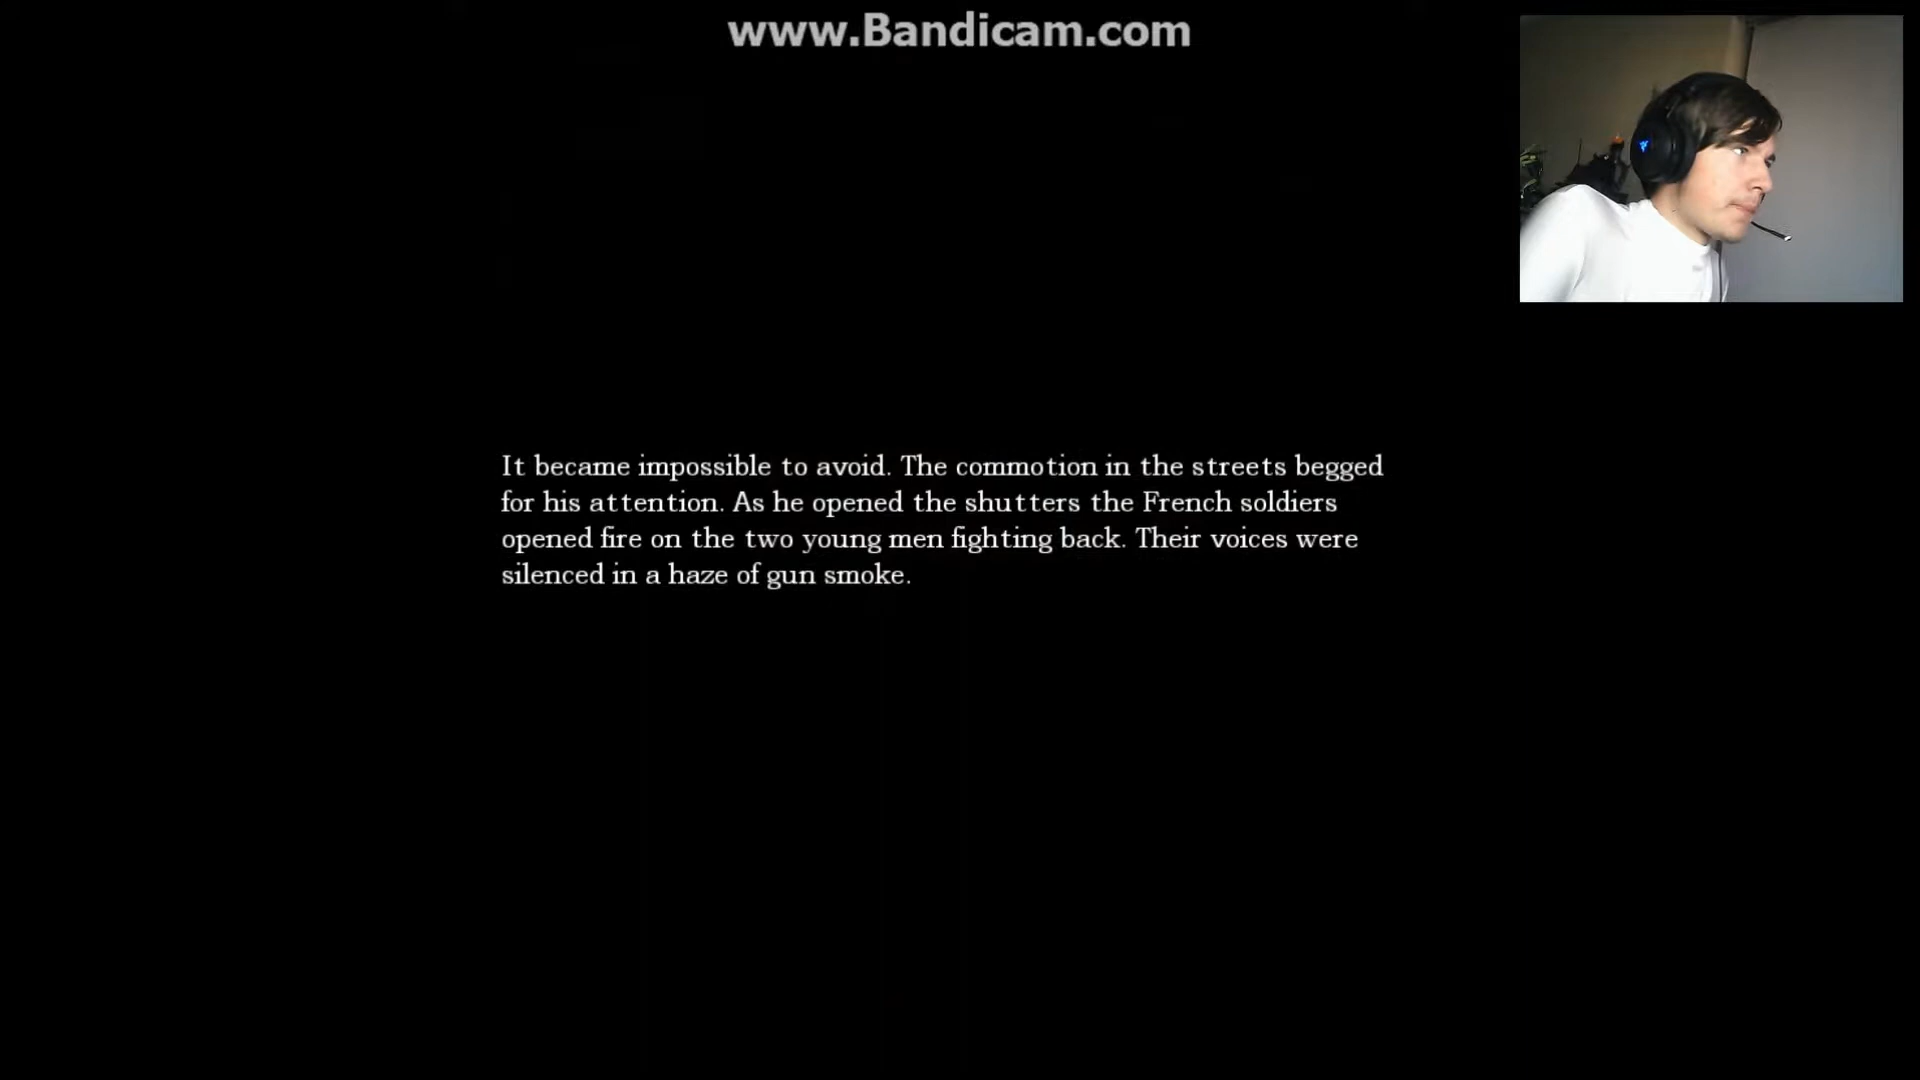 www.Bandicam.com
It became impossible to avoid. The commotion in the streets begged
for his attention. As he opened the shutters the French soldiers
opened fire on the two young men fighting back. Their voices were
silenced in a haze of gun smoke.